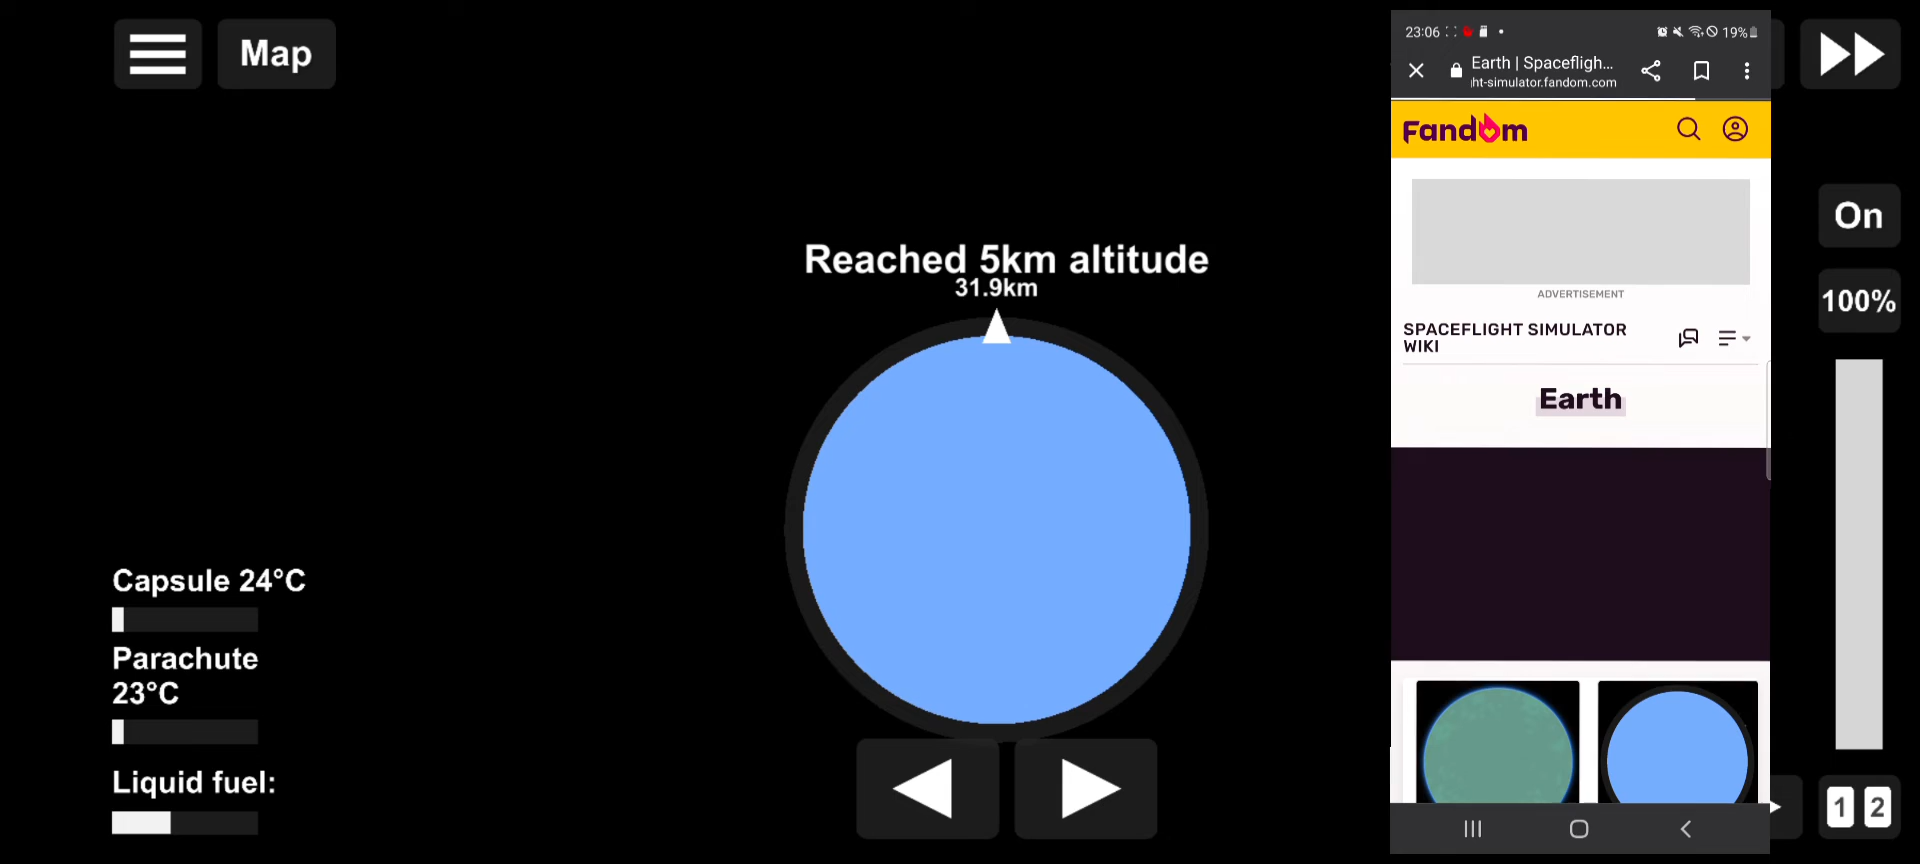 Map
Reached 5km altitude
31.9km
Capsule 24°C
Parachute
23°C
Liquid fuel:
23:06
19%
Earth | Spacefligh...
ht-simulator.fandom.com
Fandom
ADVERTISEMENT
SPACEFLIGHT SIMULATOR
WIKI
Earth
On
100%
1 2